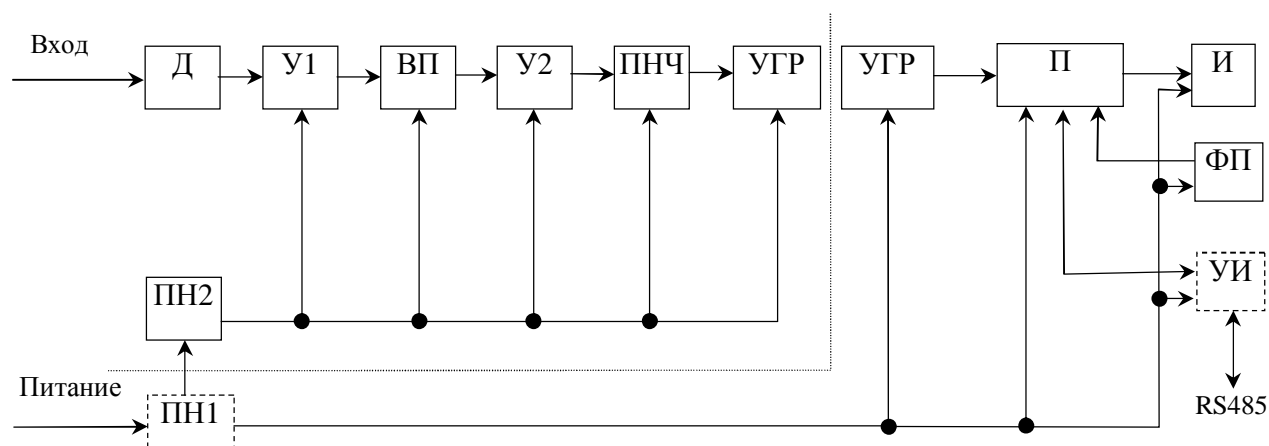 Вход
Д
У1
ВП
У2
ПНЧ
УГР
УГР
П
И
ФП
УИ
ПН2
Питание
ПН1
RS485